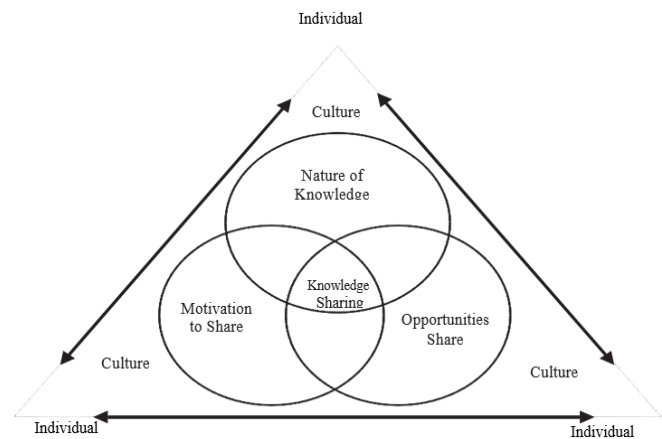 Individual
Culture
Nature of
Knowledge
Knowledge
Sharing
Motivation
to Share
Opportunities
Share
Culture
Culture
Individual
Individual